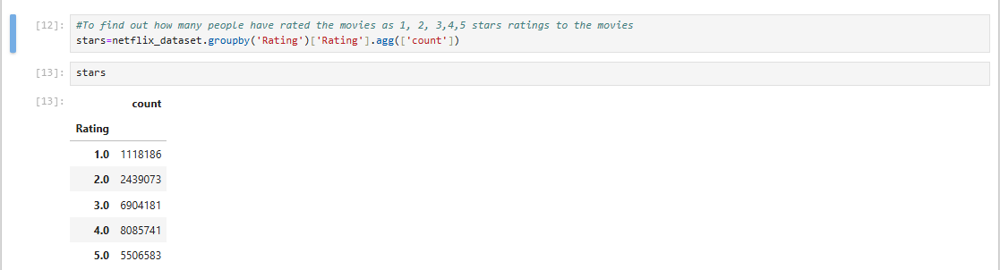 [12]: #To find out how many people have rated the movies as 1, 2, 3,4,5 stars ratings to the movies
stars=netflix_dataset.groupby('Rating')['Rating'].agg(['count'])
[13]: stars
[13]: count
Rating
1.0 1118186
2.0 2439073
3.0 6904181
4.0 8085741
5.0 5506583